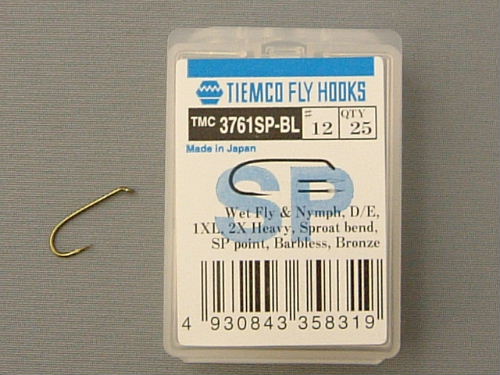 TIEMCO FLY HOOKS
TMC 3761SP-BL # 12 QTY 25
Made in Japan
SP
Wet Fly & Nymph, D/E,
1XL, 2X Heavy, Sproat bend,
SP point, Barbless, Bronze
4 930843 358319